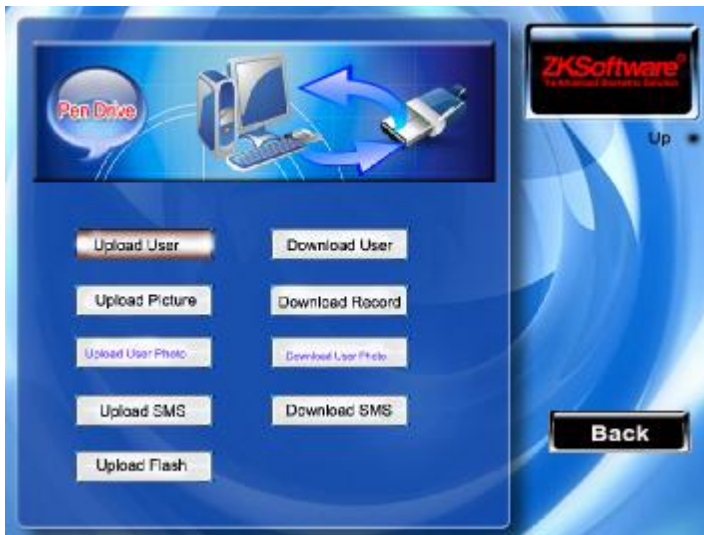 Pen Drive
ZKSoftware®
Up
Upload User
Download User
Upload Picture
Download Record
Upload User Photo
Download User Photo
Upload SMS
Download SMS
Upload Flash
Back